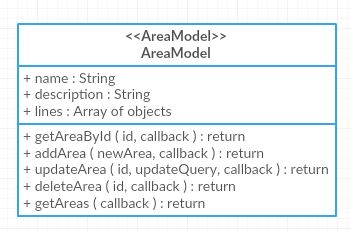 <<AreaModel>>
AreaModel
+ name : String
+ description : String
+ lines : Array of objects
+ getAreaById ( id, callback ) : return
+ addArea ( newArea, callback ) : return
+ updateArea ( id, updateQuery, callback ) : return
+ deleteArea ( id, callback ) : return
+ getAreas ( callback ) : return